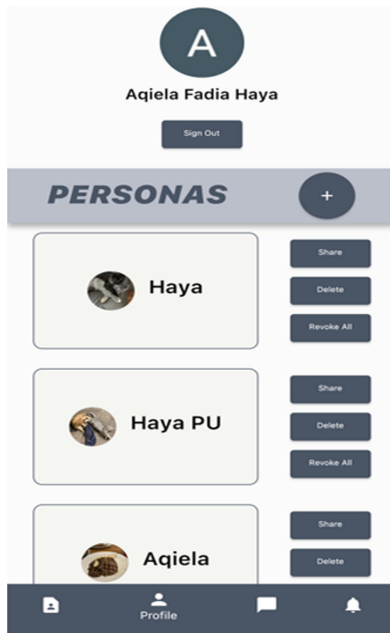 A
Aqiela Fadia Haya
Sign Out
PERSONAS
+
Haya
Share
Delete
Revoke All
Haya PU
Share
Delete
Revoke All
Aqiela
Share
Delete
Profile